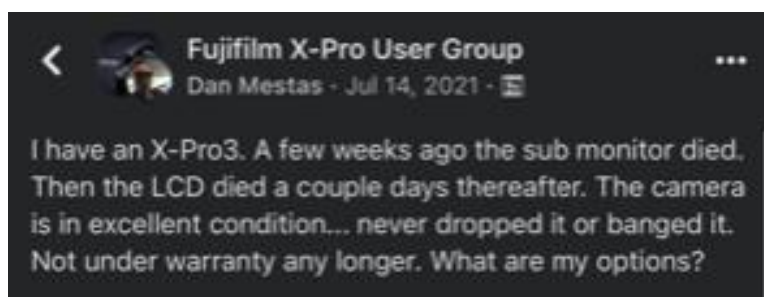 Fujifilm X-Pro User Group
Dan Mestas - Jul 14, 2021 -
I have an X-Pro3. A few weeks ago the sub monitor died.
Then the LCD died a couple days thereafter. The camera
is in excellent condition... never dropped it or banged it.
Not under warranty any longer. What are my options?